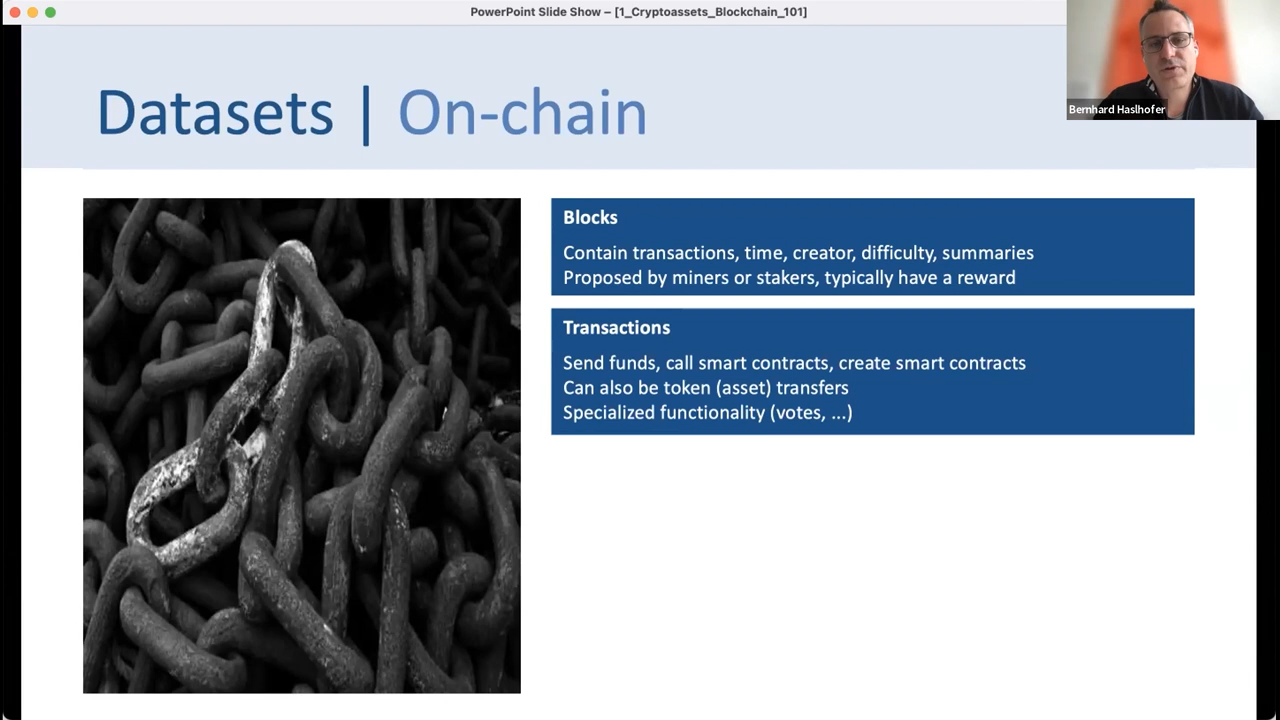 PowerPoint Slide Show – [1_Cryptoassets_Blockchain_101]
Bernhard Haslhofer
Datasets | On-chain
Blocks
Contain transactions, time, creator, difficulty, summaries
Proposed by miners or stakers, typically have a reward
Transactions
Send funds, call smart contracts, create smart contracts
Can also be token (asset) transfers
Specialized functionality (votes, ...)